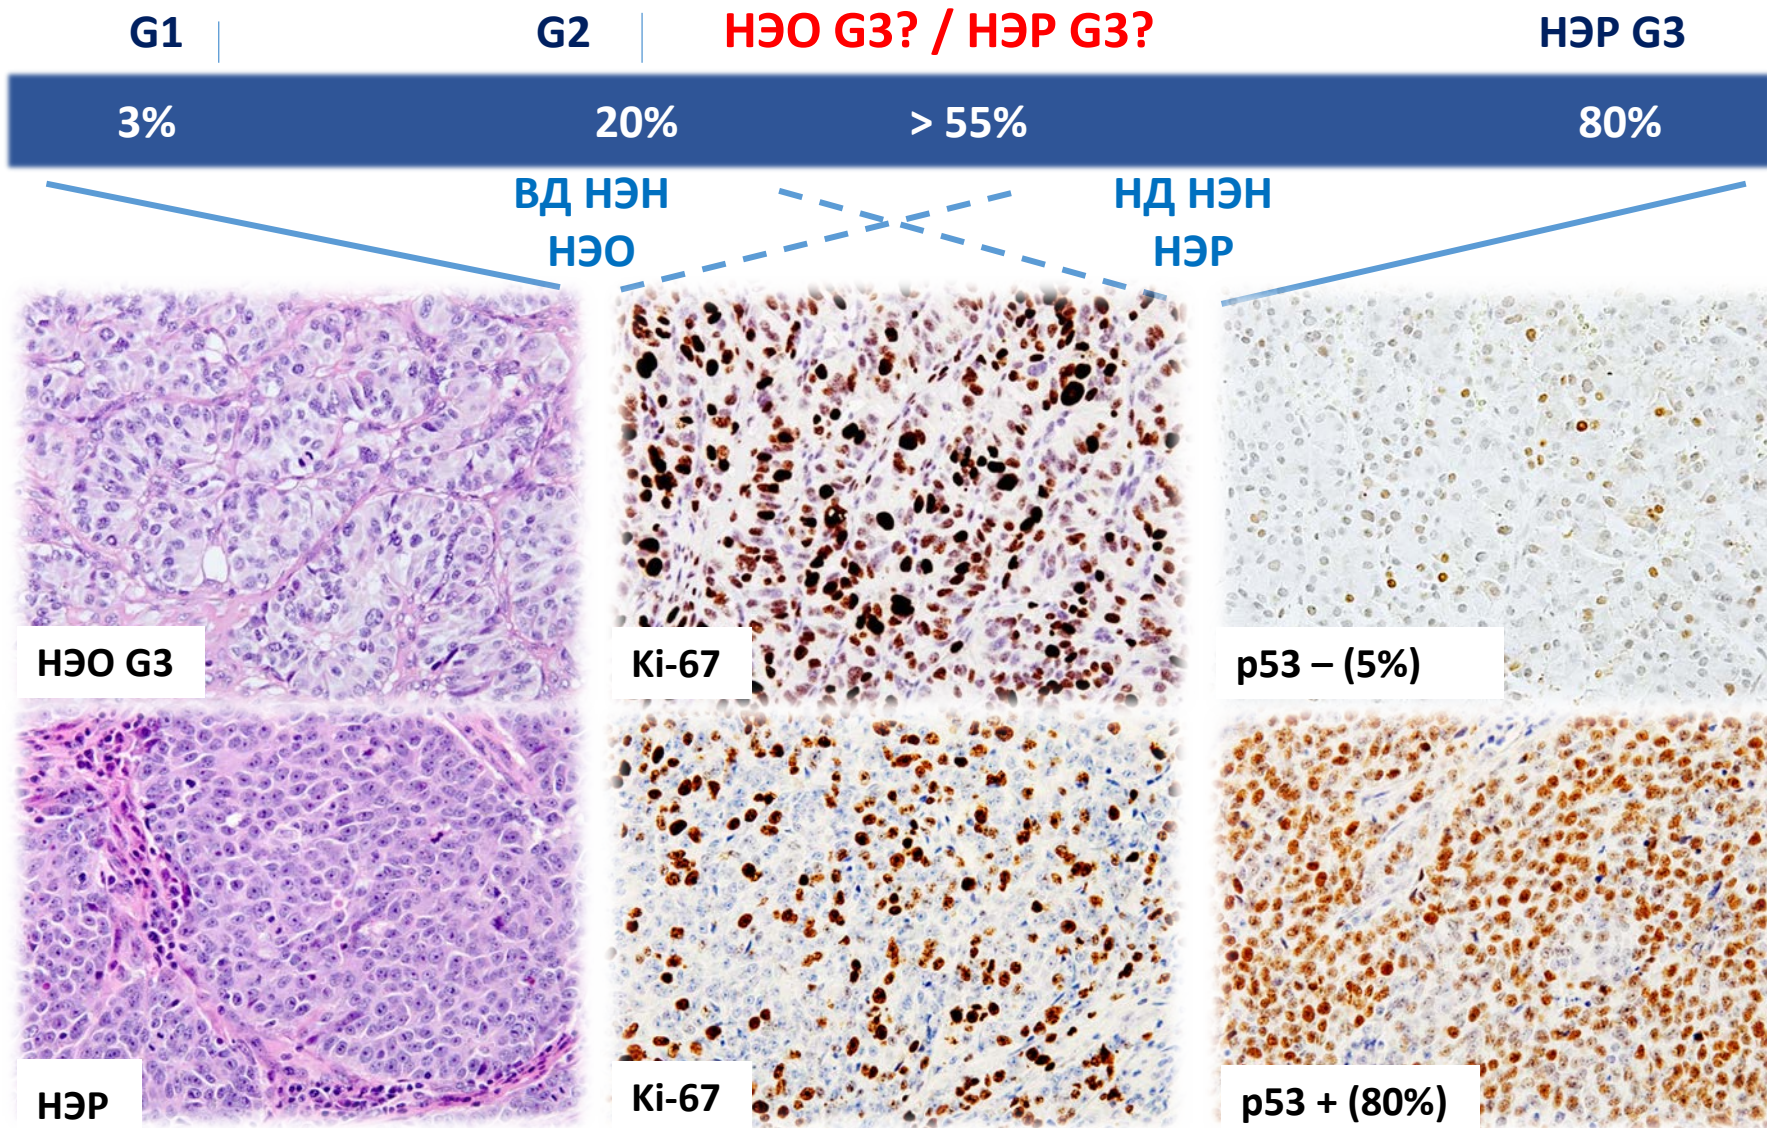 G1 G2 НЭО G3? / НЭР G3? НЭР G3
3% 20% > 55% 80%
ВД НЭН НД НЭН
НЭО НЭР
НЭО G3 Ki-67 p53 – (5%)
НЭР Ki-67 p53 + (80%)